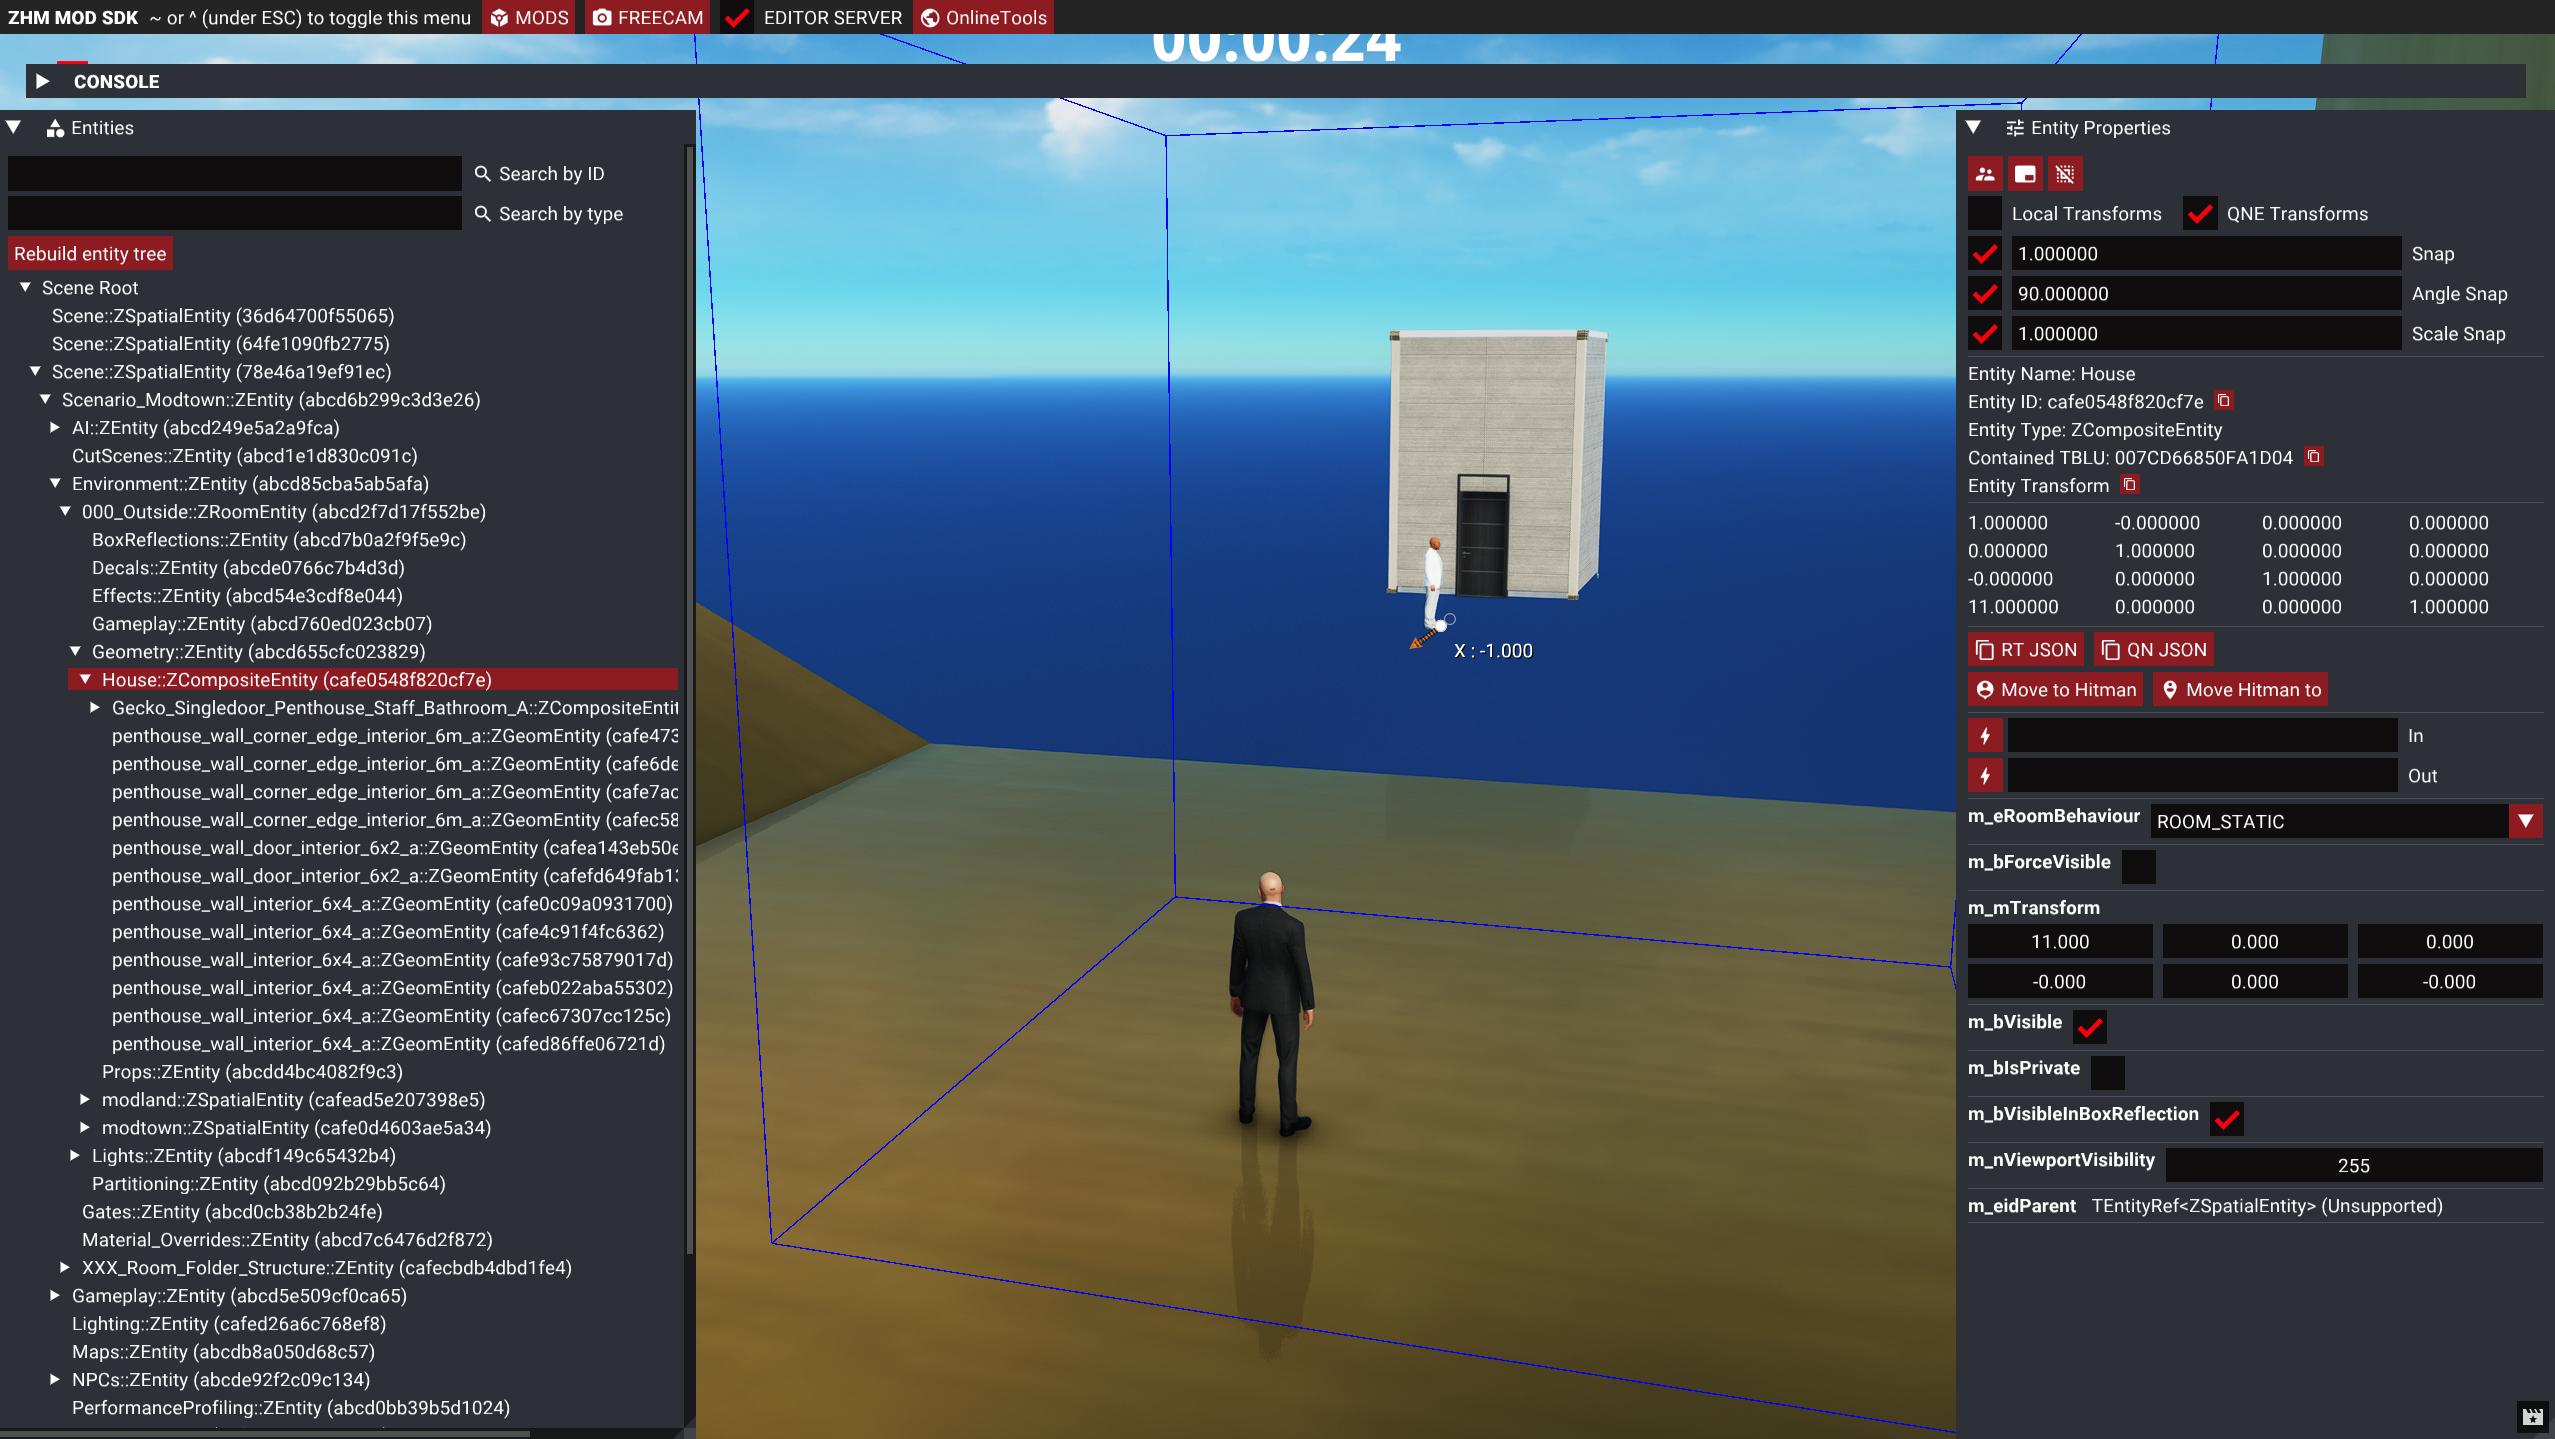 ZHM MOD SDK ~ or ^ (under ESC) to toggle this menu MODS FREECAM EDITOR SERVER OnlineTools
00:00:24
CONSOLE
Entities
Search by ID
Search by type
Rebuild entity tree
Scene Root
Scene::ZSpatialEntity (36d64700f55065)
Scene::ZSpatialEntity (64fe1090fb2775)
Scene::ZSpatialEntity (78e46a19ef91ec)
Scenario_Modtown::ZEntity (abcd6b299c3d3e26)
AI::ZEntity (abcd249e5a2a9fca)
CutScenes::ZEntity (abcd1e1d830c091c)
Environment::ZEntity (abcd85cba5ab5afa)
000_Outside::ZRoomEntity (abcd2f7d17f552be)
BoxReflections::ZEntity (abcd7b0a2f9f5e9c)
Decals::ZEntity (abcde0766c7b4d3d)
Effects::ZEntity (abcd54e3cdf8e044)
Gameplay::ZEntity (abcd760ed023cb07)
Geometry::ZEntity (abcd655cfc023829)
House::ZCompositeEntity (cafe0548f820cf7e)
Gecko_Singledoor_Penthouse_Staff_Bathroom_A::ZCompositeEntit
penthouse_wall_corner_edge_interior_6m_a::ZGeomEntity (cafe473
penthouse_wall_corner_edge_interior_6m_a::ZGeomEntity (cafe6de
penthouse_wall_corner_edge_interior_6m_a::ZGeomEntity (cafe7ac
penthouse_wall_corner_edge_interior_6m_a::ZGeomEntity (cafec58
penthouse_wall_door_interior_6x2_a::ZGeomEntity (cafea143eb50e
penthouse_wall_door_interior_6x2_a::ZGeomEntity (cafefd649fab13
penthouse_wall_interior_6x4_a::ZGeomEntity (cafe0c09a0931700)
penthouse_wall_interior_6x4_a::ZGeomEntity (cafe4c91f4fc6362)
penthouse_wall_interior_6x4_a::ZGeomEntity (cafe93c75879017d)
penthouse_wall_interior_6x4_a::ZGeomEntity (cafeb022aba55302)
penthouse_wall_interior_6x4_a::ZGeomEntity (cafec67307cc125c)
penthouse_wall_interior_6x4_a::ZGeomEntity (cafed86ffe06721d)
Props::ZEntity (abcdd4bc4082f9c3)
modland::ZSpatialEntity (cafead5e207398e5)
modtown::ZSpatialEntity (cafe0d4603ae5a34)
Lights::ZEntity (abcdf149c65432b4)
Partitioning::ZEntity (abcd092b29bb5c64)
Gates::ZEntity (abcd0cb38b2b24fe)
Material_Overrides::ZEntity (abcd7c6476d2f872)
XXX_Room_Folder_Structure::ZEntity (cafecbdb4dbd1fe4)
Gameplay::ZEntity (abcd5e509cf0ca65)
Lighting::ZEntity (cafed26a6c768ef8)
Maps::ZEntity (abcdb8a050d68c57)
NPCs::ZEntity (abcde92f2c09c134)
PerformanceProfiling::ZEntity (abcd0bb39b5d1024)
X : -1.000
Entity Properties
Local Transforms QNE Transforms
1.000000 Snap
90.000000 Angle Snap
1.000000 Scale Snap
Entity Name: House
Entity ID: cafe0548f820cf7e
Entity Type: ZCompositeEntity
Contained TBLU: 007CD66850FA1D04
Entity Transform
1.000000 -0.000000 0.000000 0.000000
0.000000 1.000000 0.000000 0.000000
-0.000000 0.000000 1.000000 0.000000
11.000000 0.000000 0.000000 1.000000
RT JSON QN JSON
Move to Hitman Move Hitman to
In
Out
m_eRoomBehaviour ROOM_STATIC
m_bForceVisible
m_mTransform
11.000 0.000 0.000
-0.000 0.000 -0.000
m_bVisible
m_bIsPrivate
m_bVisibleInBoxReflection
m_nViewportVisibility 255
m_eidParent TEntityRef<ZSpatialEntity> (Unsupported)